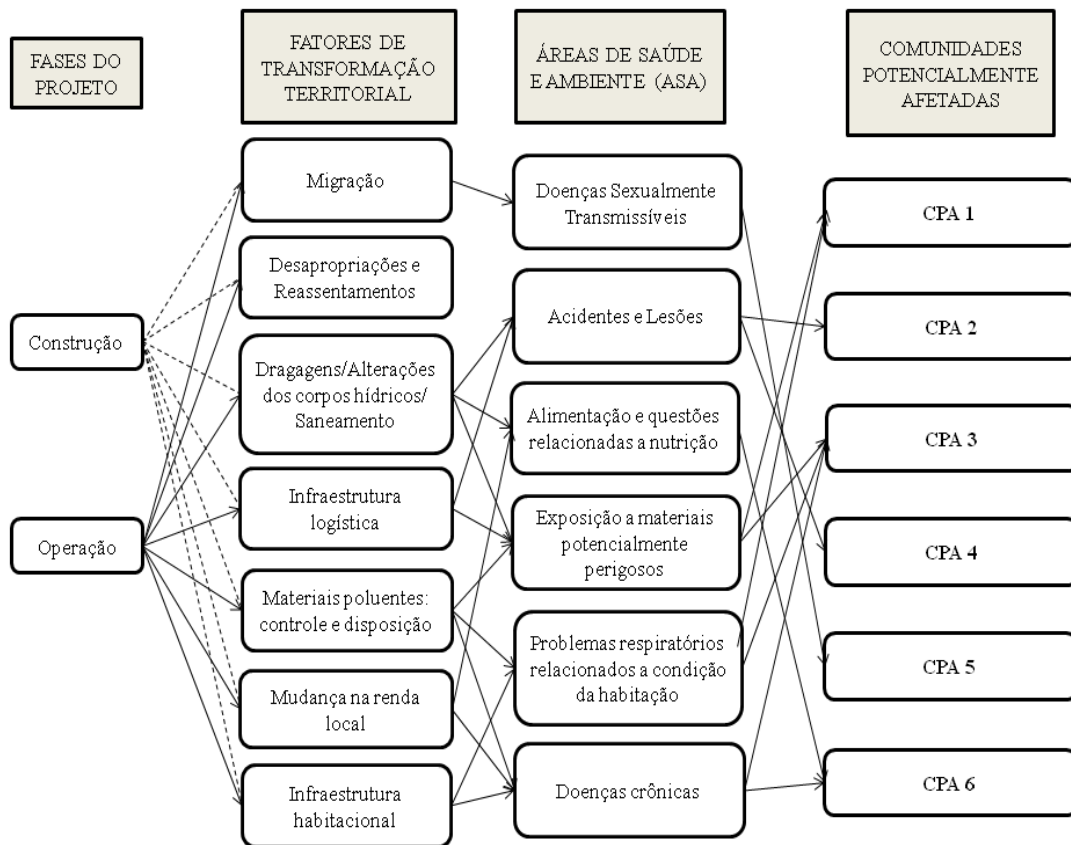 FASES DO
PROJETO
FATORES DE
TRANSFORMAÇÃO
TERRITORIAL
ÁREAS DE SAÚDE
E AMBIENTE (ASA)
COMUNIDADES
POTENCIALMENTE
AFETADAS
Construção
Operação
Migração
Desapropriações e
Reassentamentos
Dragagens/Alterações
dos corpos hídricos/
Saneamento
Infraestrutura
logística
Materiais poluentes:
controle e disposição
Mudança na renda
local
Infraestrutura
habitacional
Doenças Sexualmente
Transmissíveis
Acidentes e Lesões
Alimentação e questões
relacionadas a nutrição
Exposição a materiais
potencialmente
perigosos
Problemas respiratórios
relacionados a condição
da habitação
Doenças crônicas
CPA 1
CPA 2
CPA 3
CPA 4
CPA 5
CPA 6